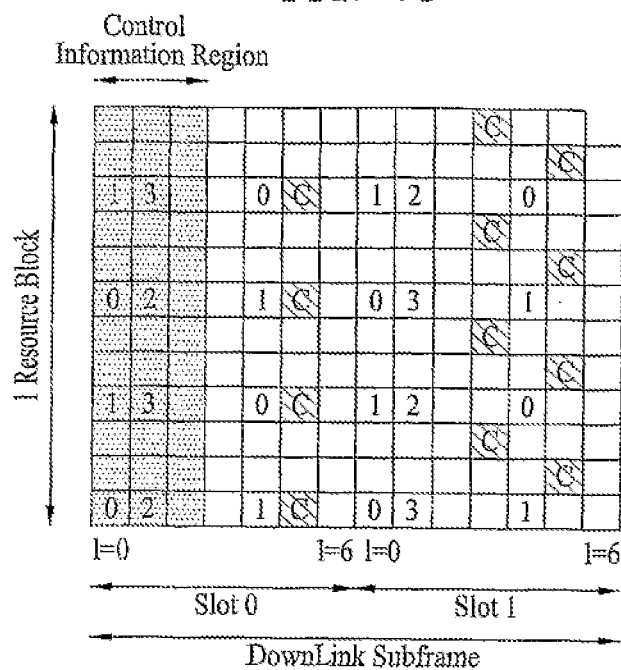 Control
Information Region
1 Resource Block
C
C
1 3 0 C 1 2 0
C
C
0 2 1 C 0 3 1
C
C
1 3 0 C 1 2 0
C
C
0 2 1 C 0 3 1
l=0 l=6 l=0 l=6
Slot 0 Slot 1
DownLink Subframe